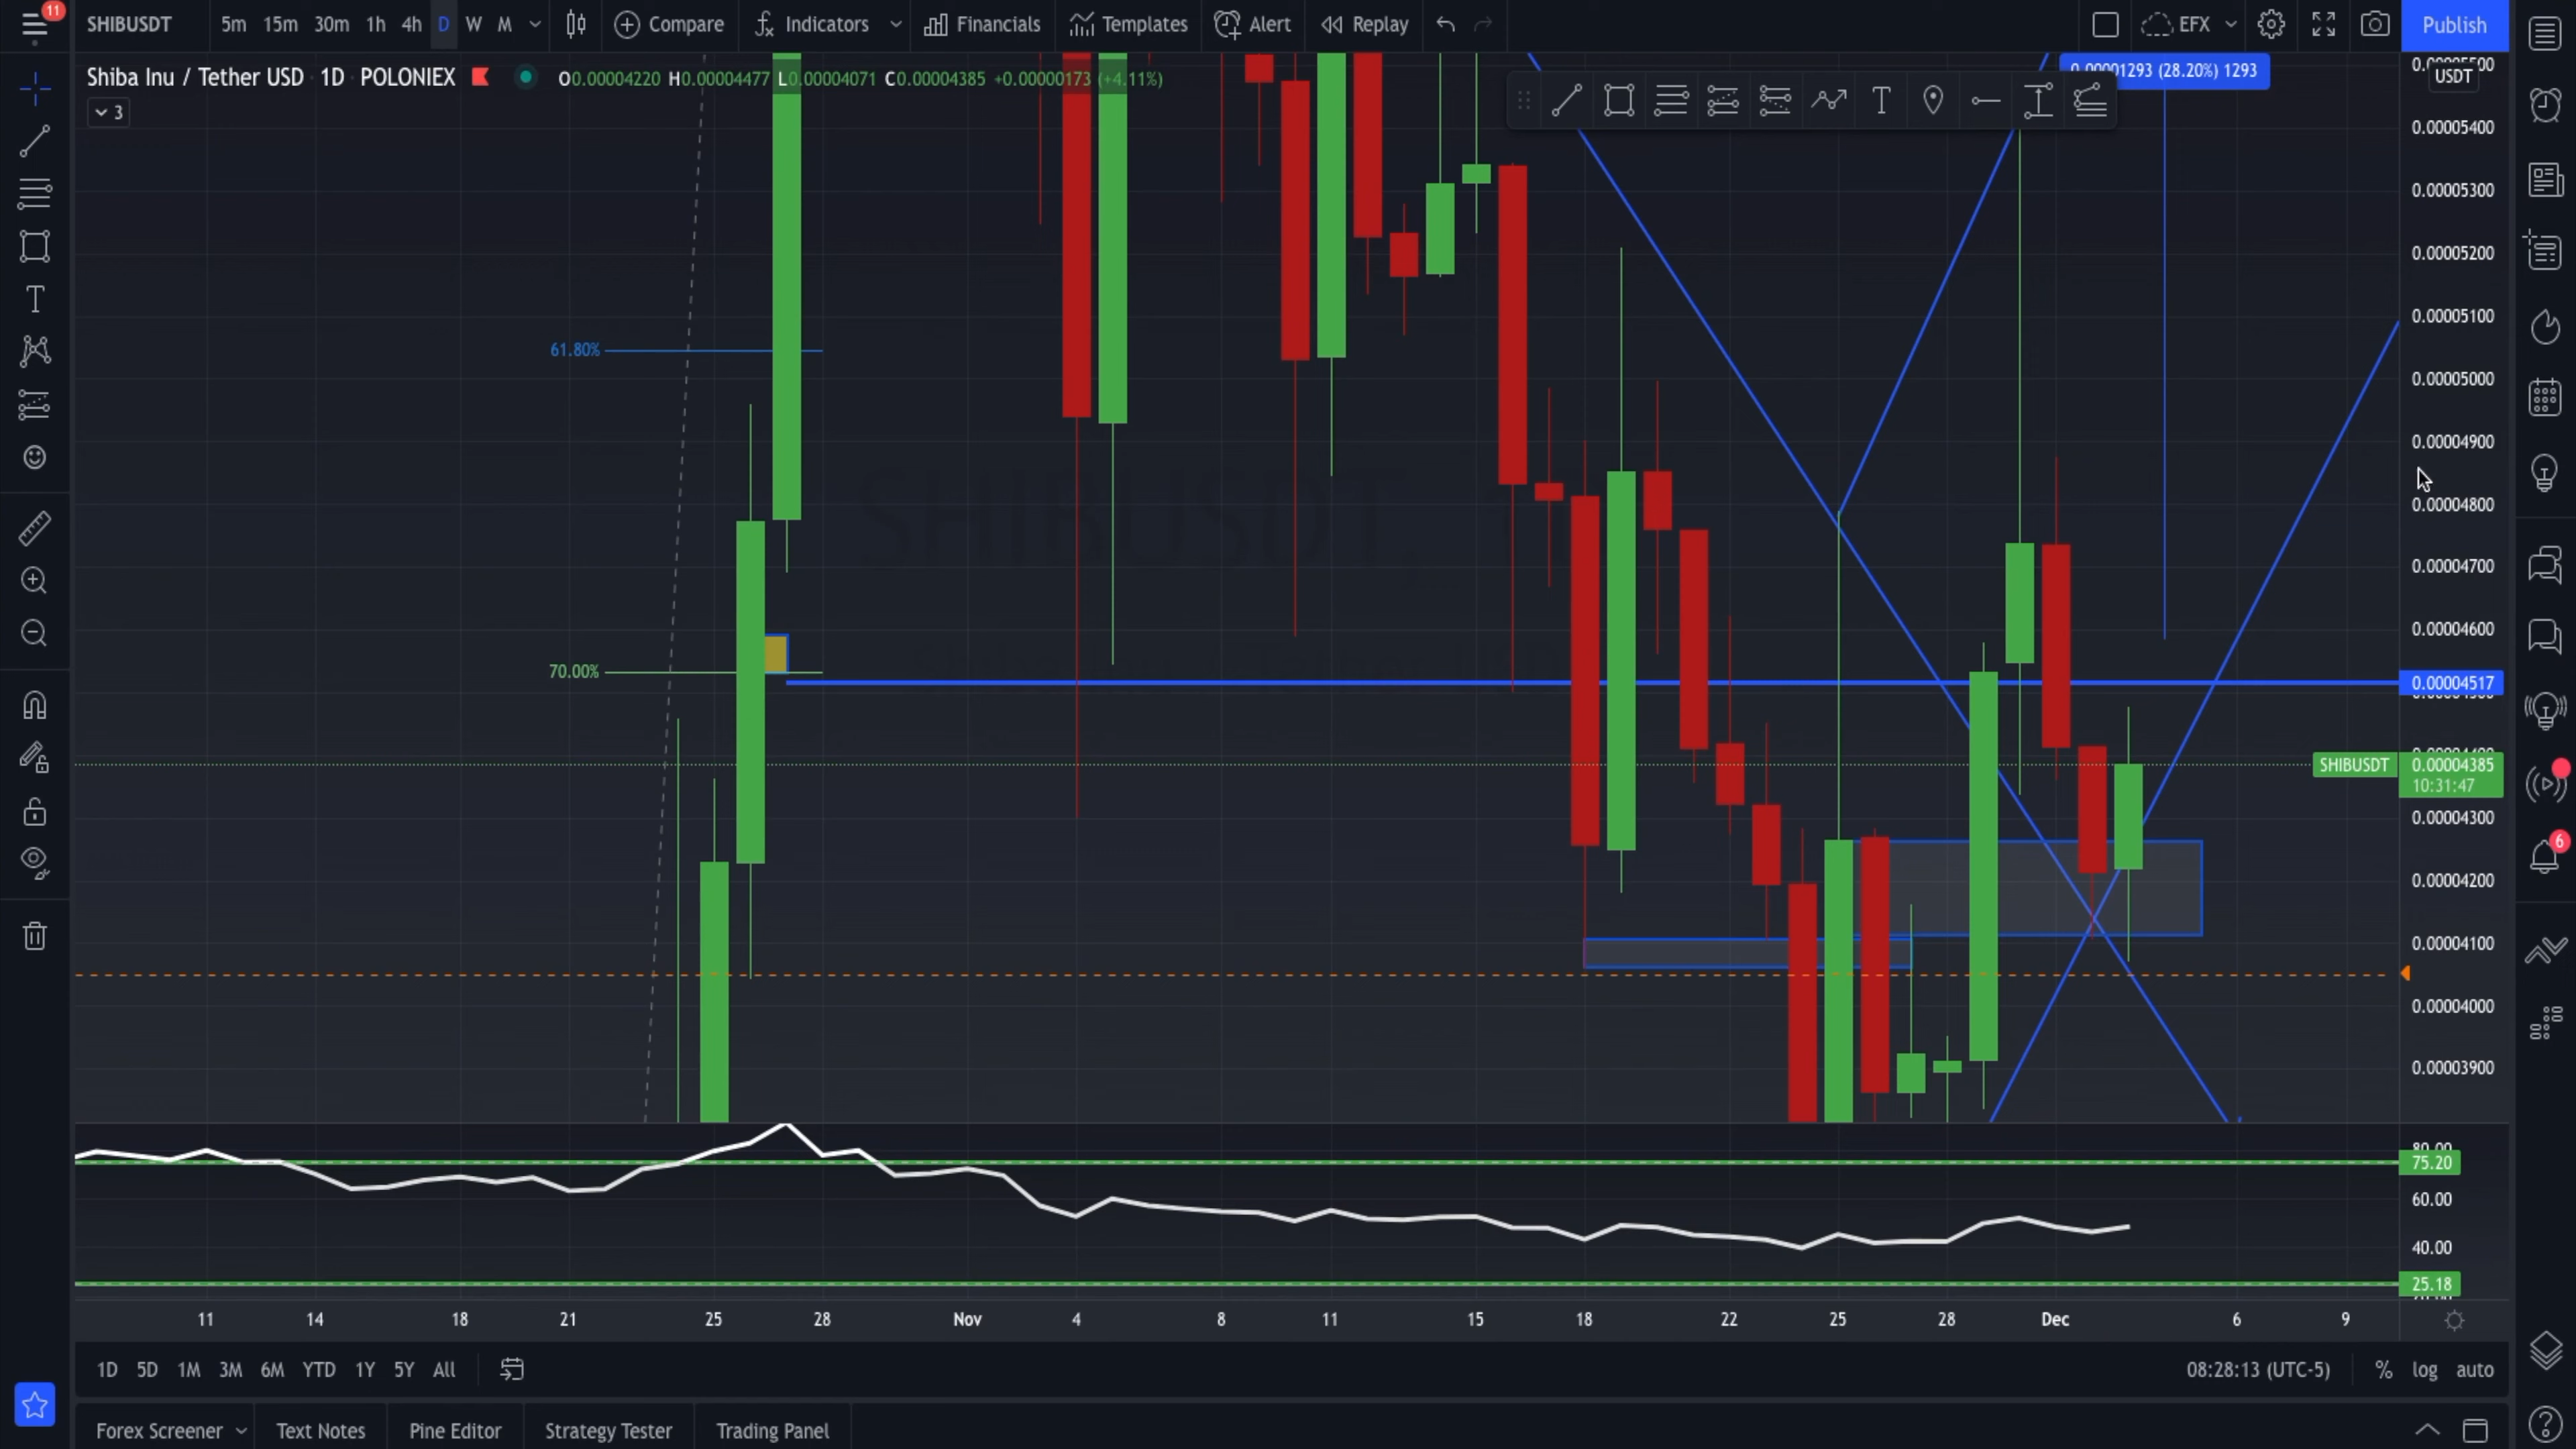 11
SHIBUSDT 5m 15m 30m 1h 4h D W M Compare Indicators Financials Templates Alert Replay EFX Publish
Shiba Inu / Tether USD 1D POLONIEX O0.00004220 H0.00004477 L0.00004071 C0.00004385 +0.00000173 (+4.11%)
3
0.00001293 (28.20%) 1293
USDT
0.00005400
0.00005300
0.00005200
0.00005100
61.80%
0.00005000
0.00004900
0.00004800
SHIBUSDT
0.00004700
0.00004600
70.00%
0.00004517
SHIBUSDT 0.00004385
10:31:47
0.00004300
6
0.00004200
0.00004100
0.00004000
0.00003900
80.00
75.20
60.00
40.00
25.18
11 14 18 21 25 28 Nov 4 8 11 15 18 22 25 28 Dec 6 9
1D 5D 1M 3M 6M YTD 1Y 5Y All 08:28:13 (UTC-5) % log auto
Forex Screener Text Notes Pine Editor Strategy Tester Trading Panel